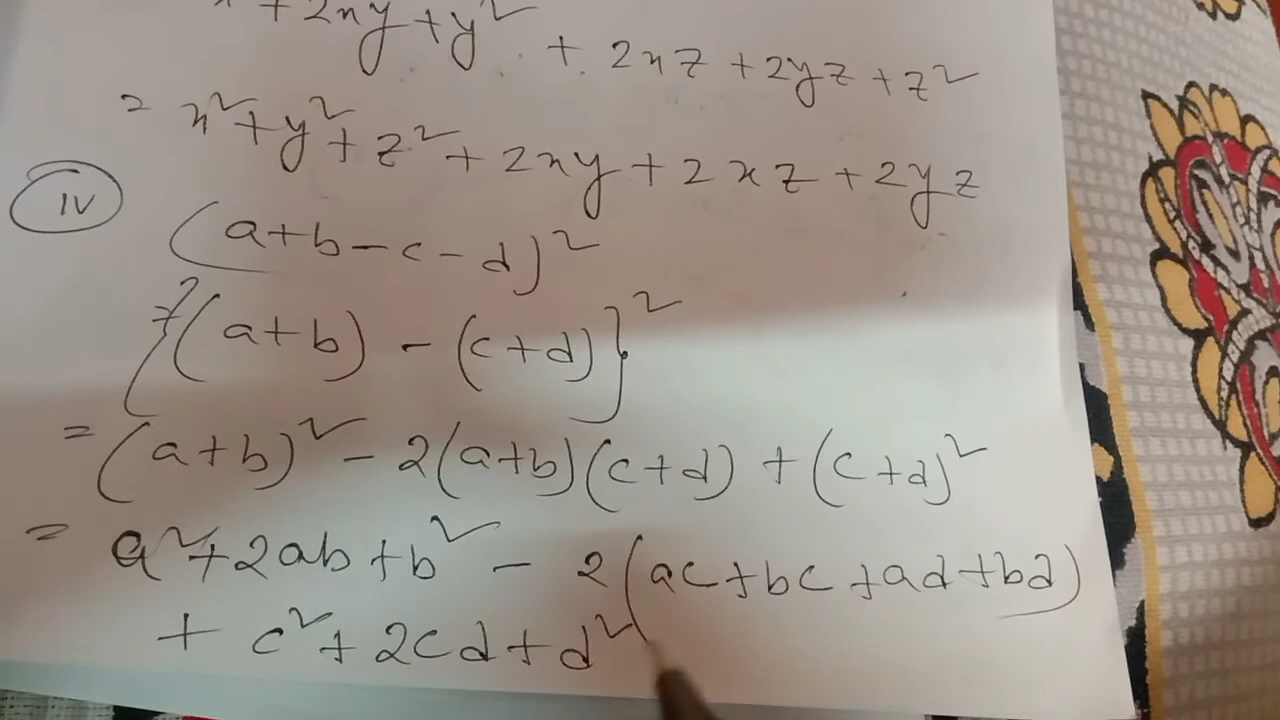 + 2xy + y² + 2xz + 2yz + z²
= x² + y² + z² + 2xy + 2xz + 2yz
(iv)
(a+b-c-d)²
= {(a+b) - (c+d)}²
= (a+b)² - 2(a+b)(c+d) + (c+d)²
= a² + 2ab + b² - 2(ac+bc+ad+bd)
+ c² + 2cd + d²